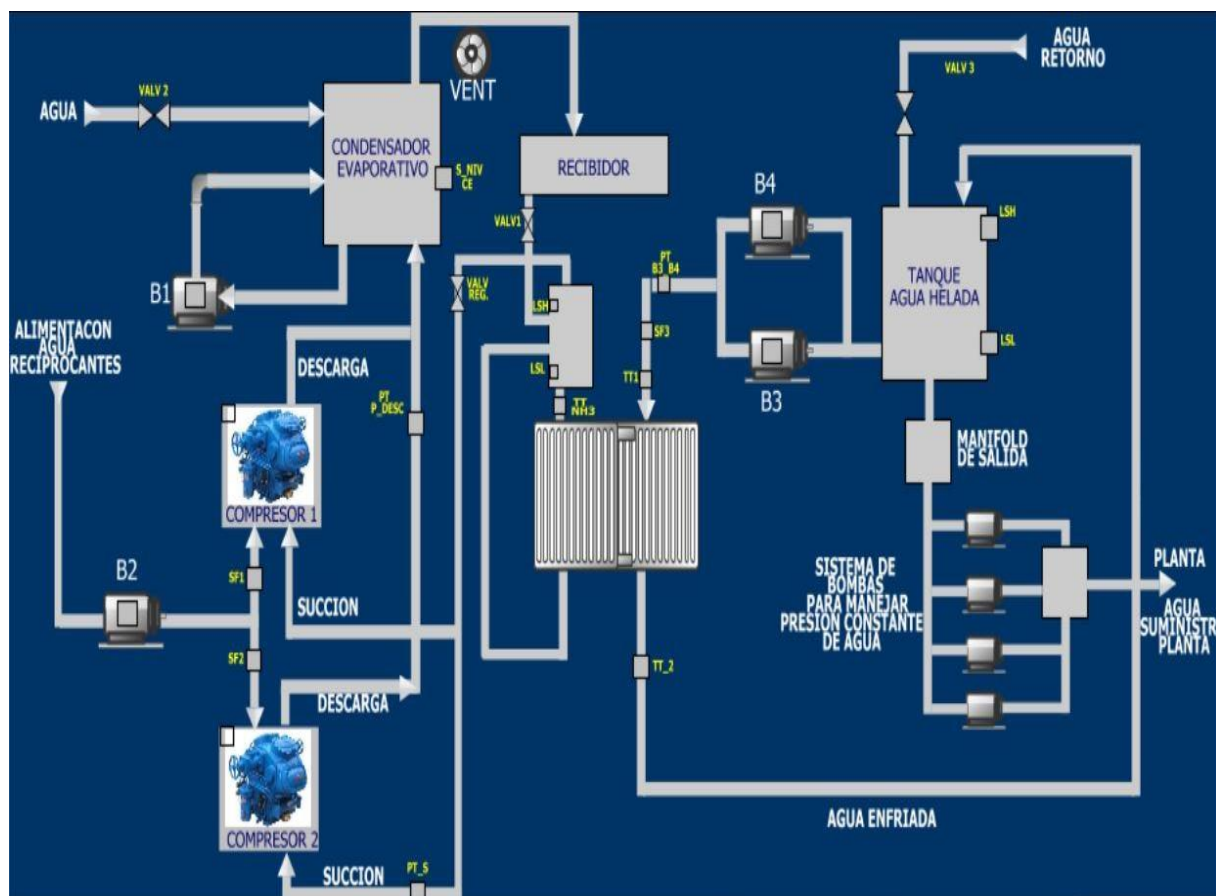 VENT
AGUA
RETORNO
VALV 3
VALV 2
AGUA
CONDENSADOR
EVAPORATIVO
S_NIV
CE
RECIBIDOR
VALV1
B4
LSH
TANQUE
AGUA HELADA
LSL
PT
B3_B4
SF3
TT1
B3
B1
VALV
REG.
LSH
LSL
TT
NH3
ALIMENTACON
AGUA
RECIPROCANTES
DESCARGA
PT
P_DESC
COMPRESOR 1
MANIFOLD
DE SALIDA
B2
SF1
SUCCION
SF2
SISTEMA DE
BOMBAS
PARA MANEJAR
PRESION CONSTANTE
DE AGUA
PLANTA
AGUA
SUMINISTR
PLANTA
TT_2
DESCARGA
COMPRESOR 2
AGUA ENFRIADA
PT_S
SUCCION